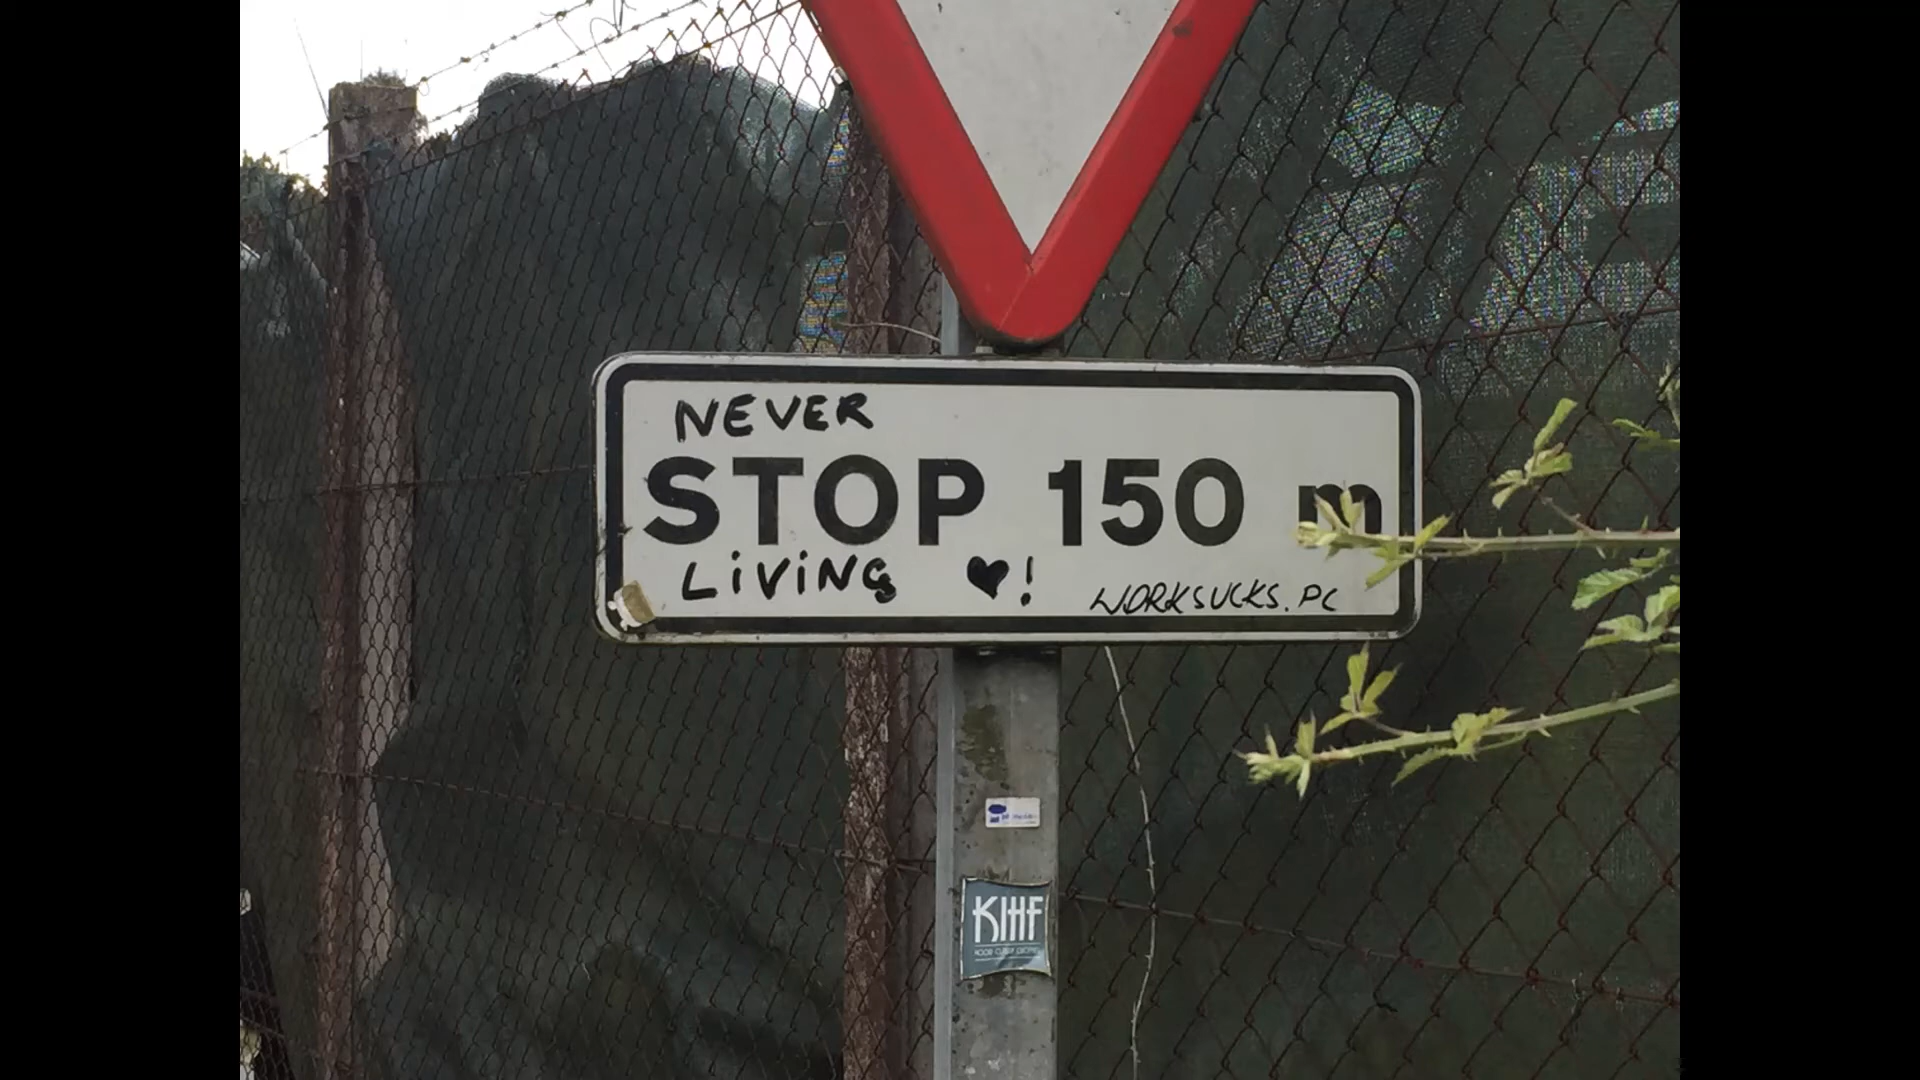 NEVER
STOP 150 m
LiViNG ♥!
WORKSUCKS.PC
KHF